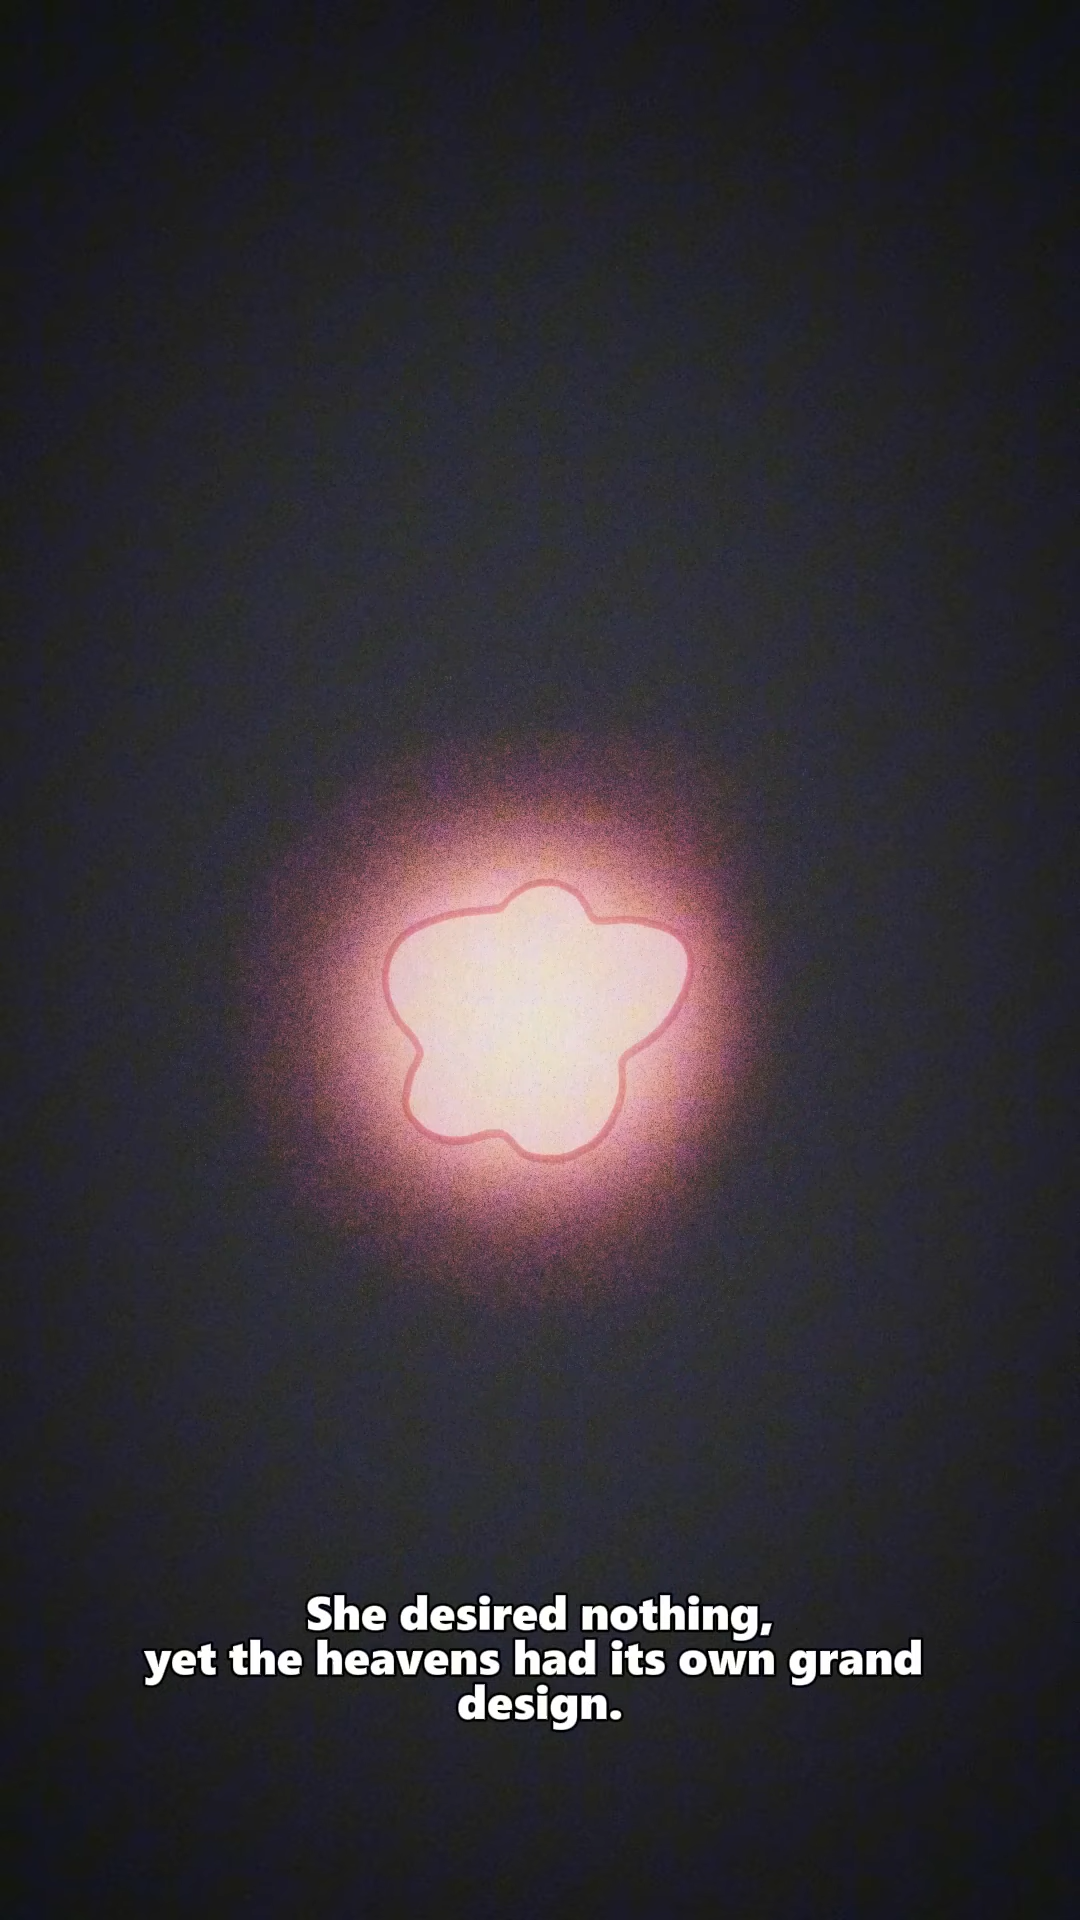 She desired nothing,
yet the heavens had its own grand
design.